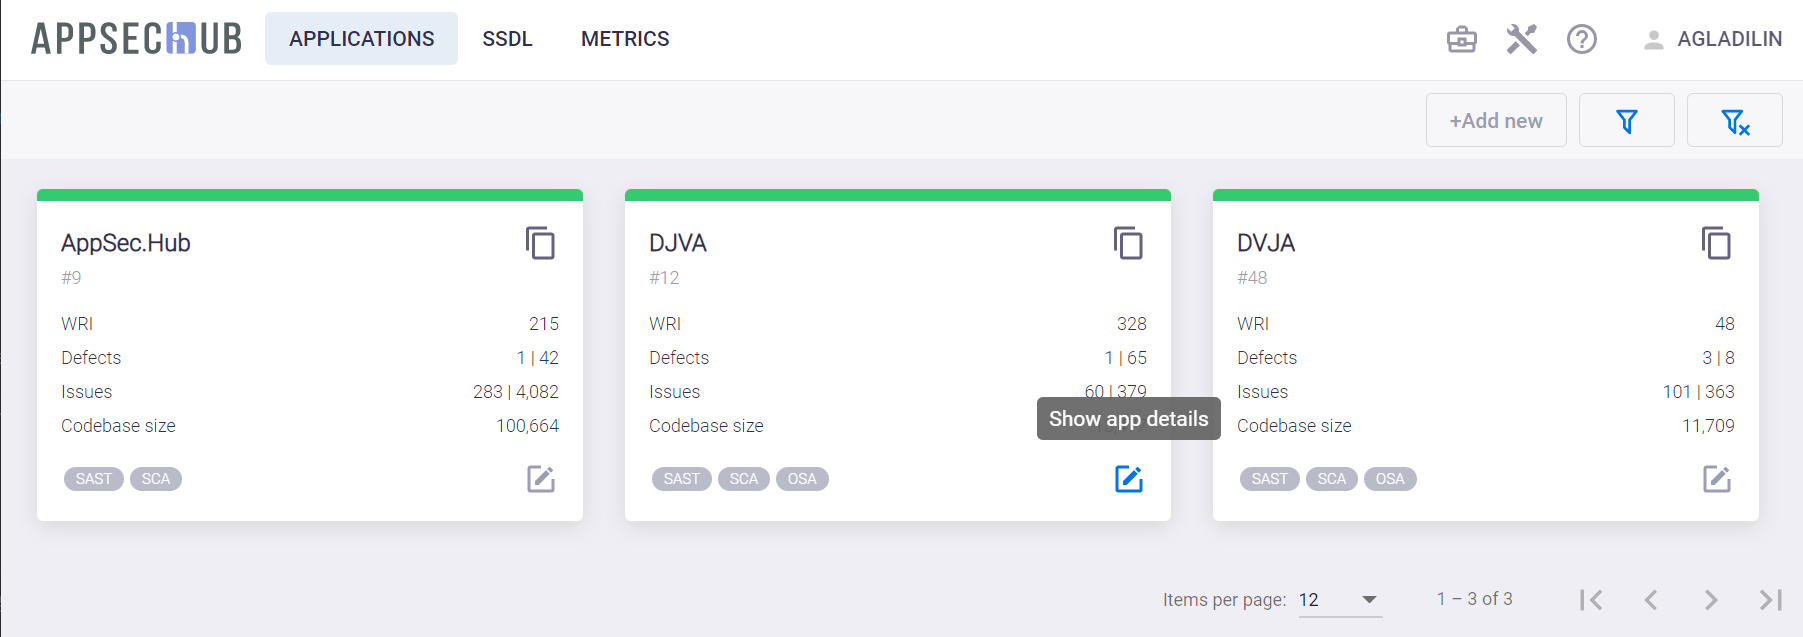 APPSECHUB APPLICATIONS SSDL METRICS AGLADILIN
+Add new
AppSec.Hub
#9
WRI 215
Defects 1 | 42
Issues 283 | 4,082
Codebase size 100,664
SAST SCA
DJVA
#12
WRI 328
Defects 1 | 65
Issues 60 | 379
Codebase size
Show app details
SAST SCA OSA
DVJA
#48
WRI 48
Defects 3 | 8
Issues 101 | 363
Codebase size 11,709
SAST SCA OSA
Items per page: 12 1 – 3 of 3